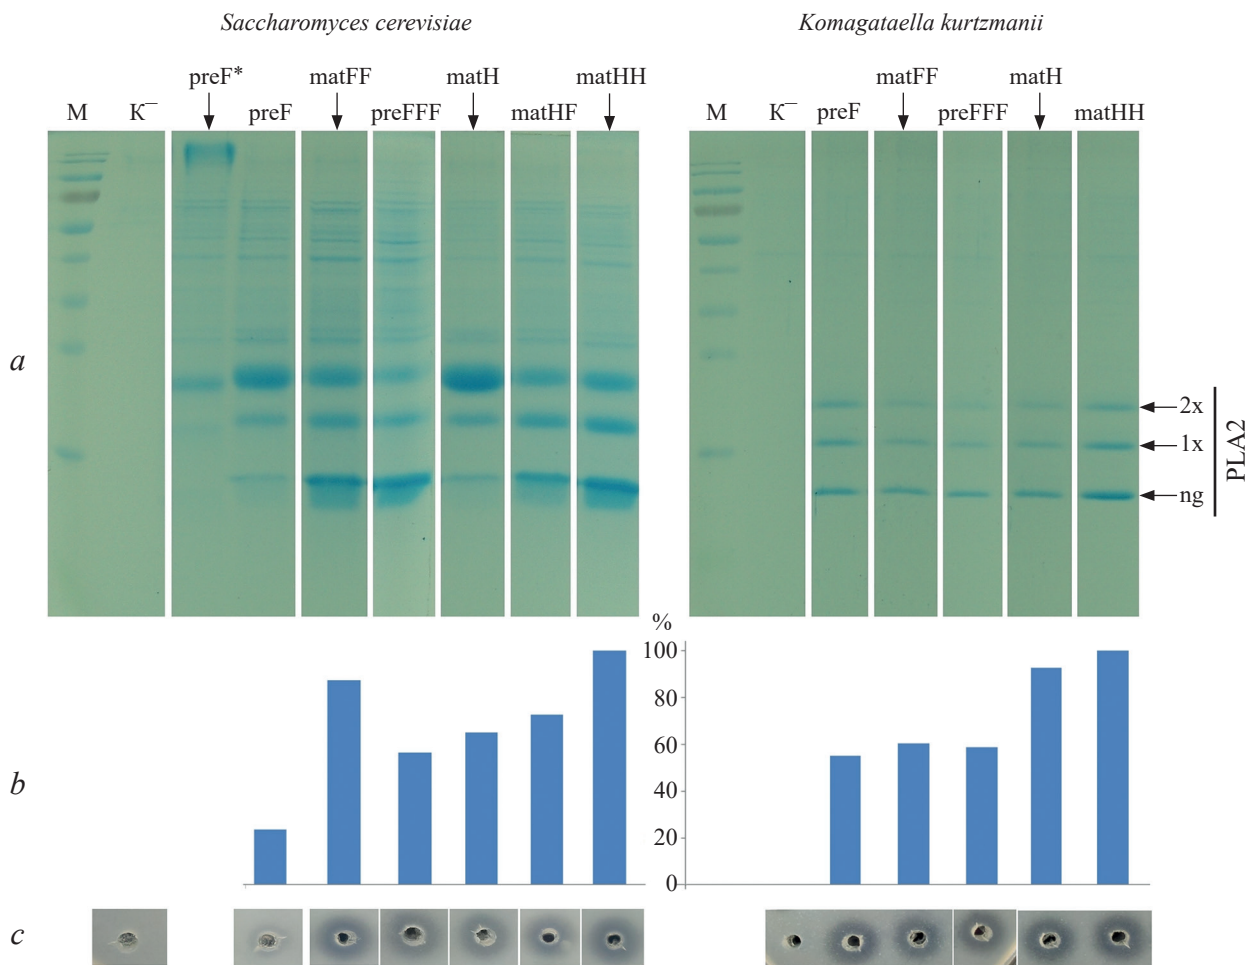 Saccharomyces cerevisiae
Komagataella kurtzmanii
preF* matFF matH matHH
M K⁻ preF preFFF matHF
matFF matH
M K⁻ preF preFFF matHH
a
2x
1x
ng
PLA2
%
100
80
60
40
20
0
b
c